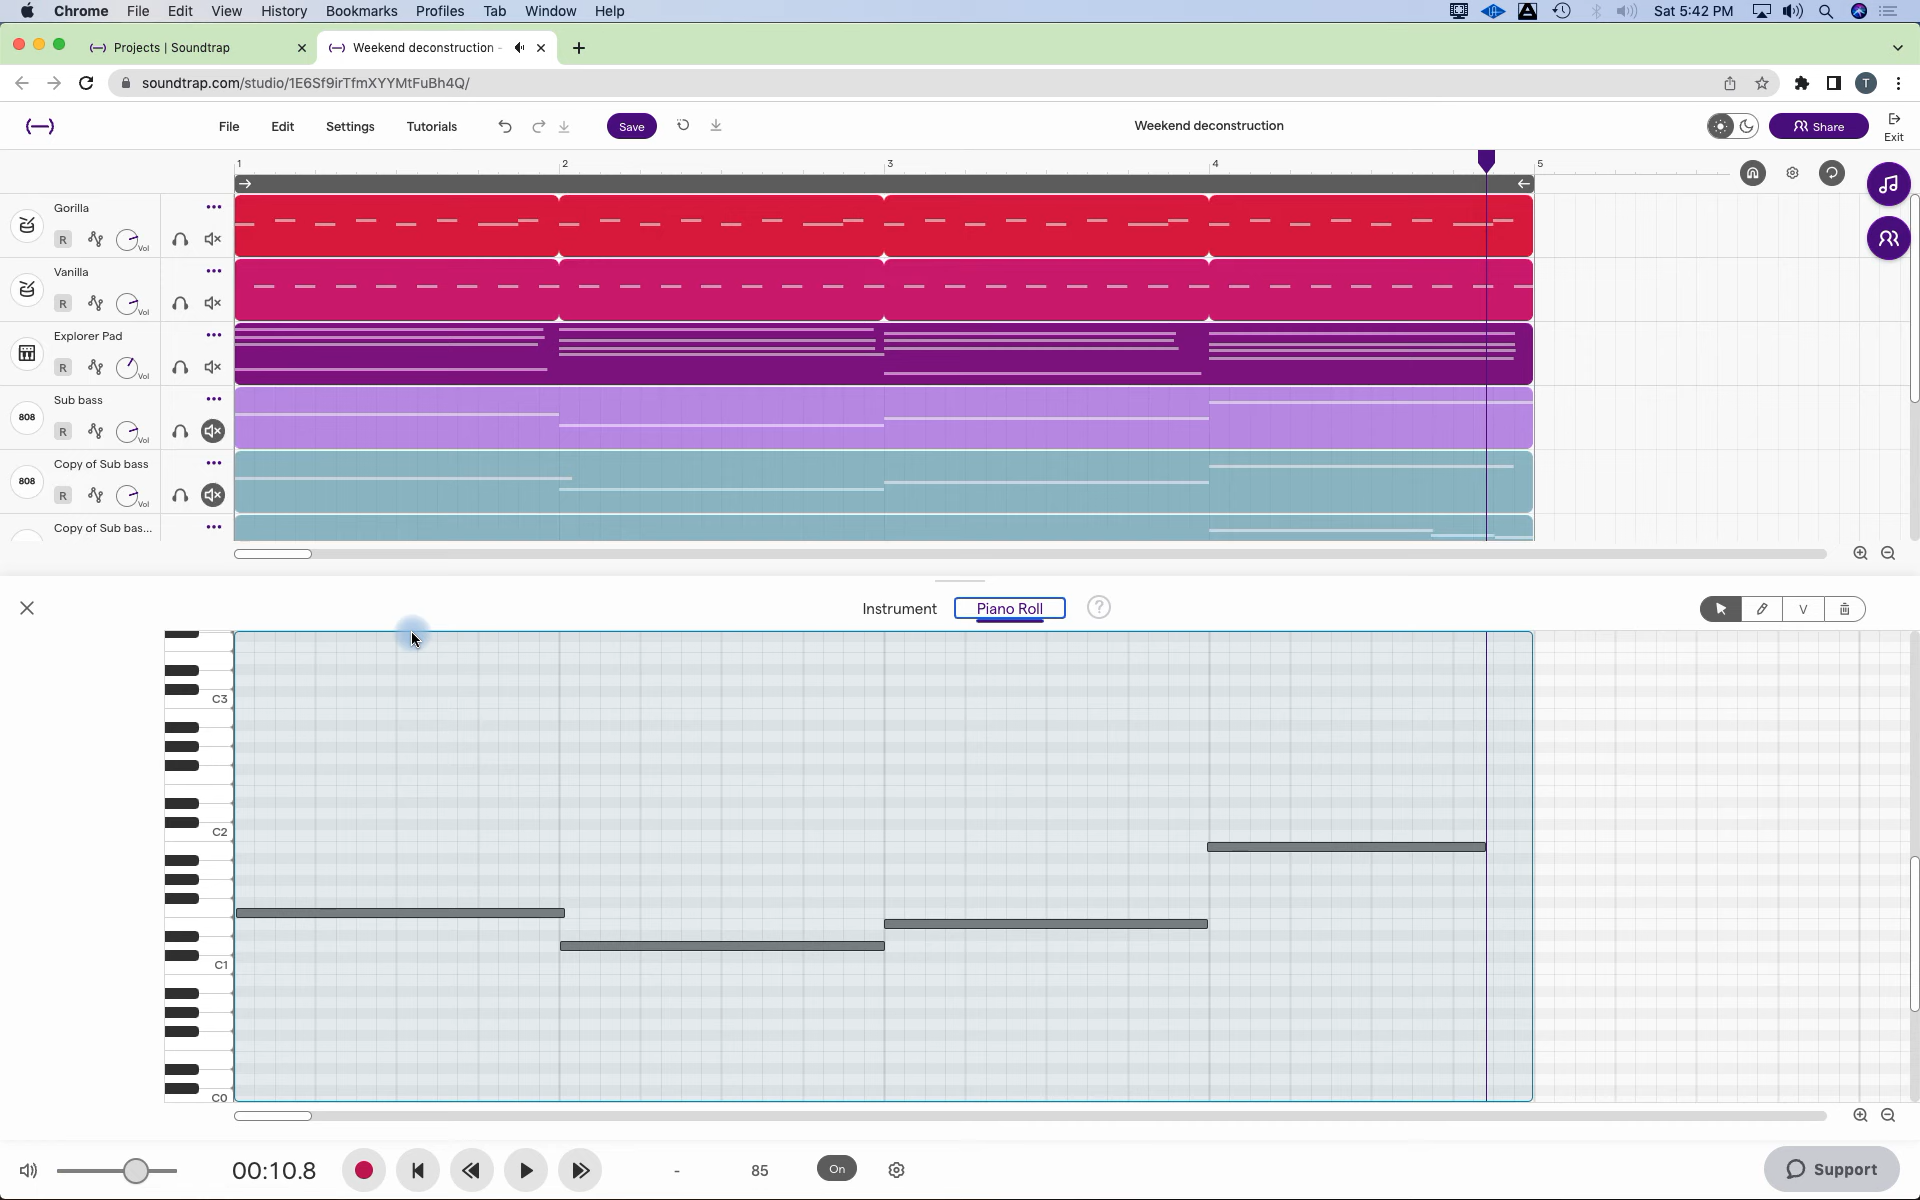 Chrome File Edit View History Bookmarks Profiles Tab Window Help Sat 5:42 PM
Projects | Soundtrap Weekend deconstruction -
soundtrap.com/studio/1E6Sf9irTfmXYYMtFuBh4Q/ T
File Edit Settings Tutorials Save Weekend deconstruction Share Exit
1 2 3 4 5
Gorilla
R Vol
Vanilla
R Vol
Explorer Pad
R Vol
Sub bass
808 R Vol
Copy of Sub bass
808 R Vol
Copy of Sub bas...
Instrument Piano Roll ? V
C3
C2
C1
C0
00:10.8 - 85 On Support